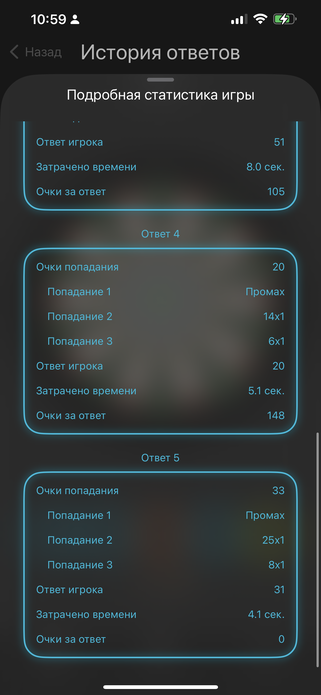 10:59
Назад
История ответов
Подробная статистика игры
Ответ игрока 51
Затрачено времени 8.0 сек.
Очки за ответ 105
Ответ 4
Очки попадания 20
Попадание 1 Промах
Попадание 2 14x1
Попадание 3 6x1
Ответ игрока 20
Затрачено времени 5.1 сек.
Очки за ответ 148
Ответ 5
Очки попадания 33
Попадание 1 Промах
Попадание 2 25x1
Попадание 3 8x1
Ответ игрока 31
Затрачено времени 4.1 сек.
Очки за ответ 0